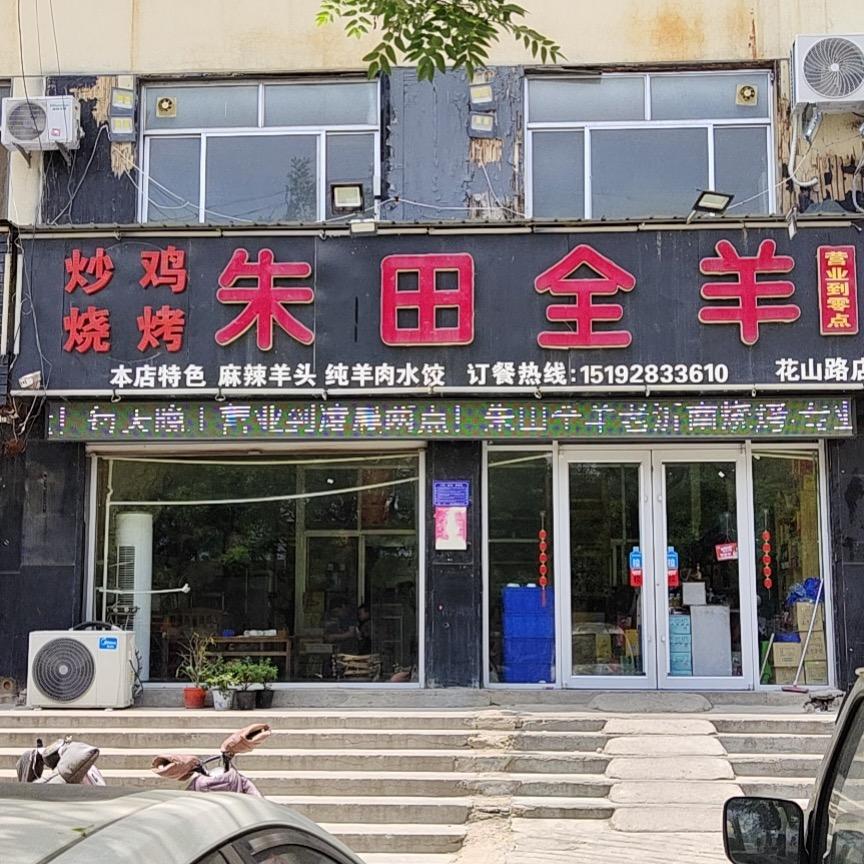 炒鸡
烧烤
朱田全羊
营业到零点
本店特色 麻辣羊头 纯羊肉水饺 订餐热线:15192833610 花山路店